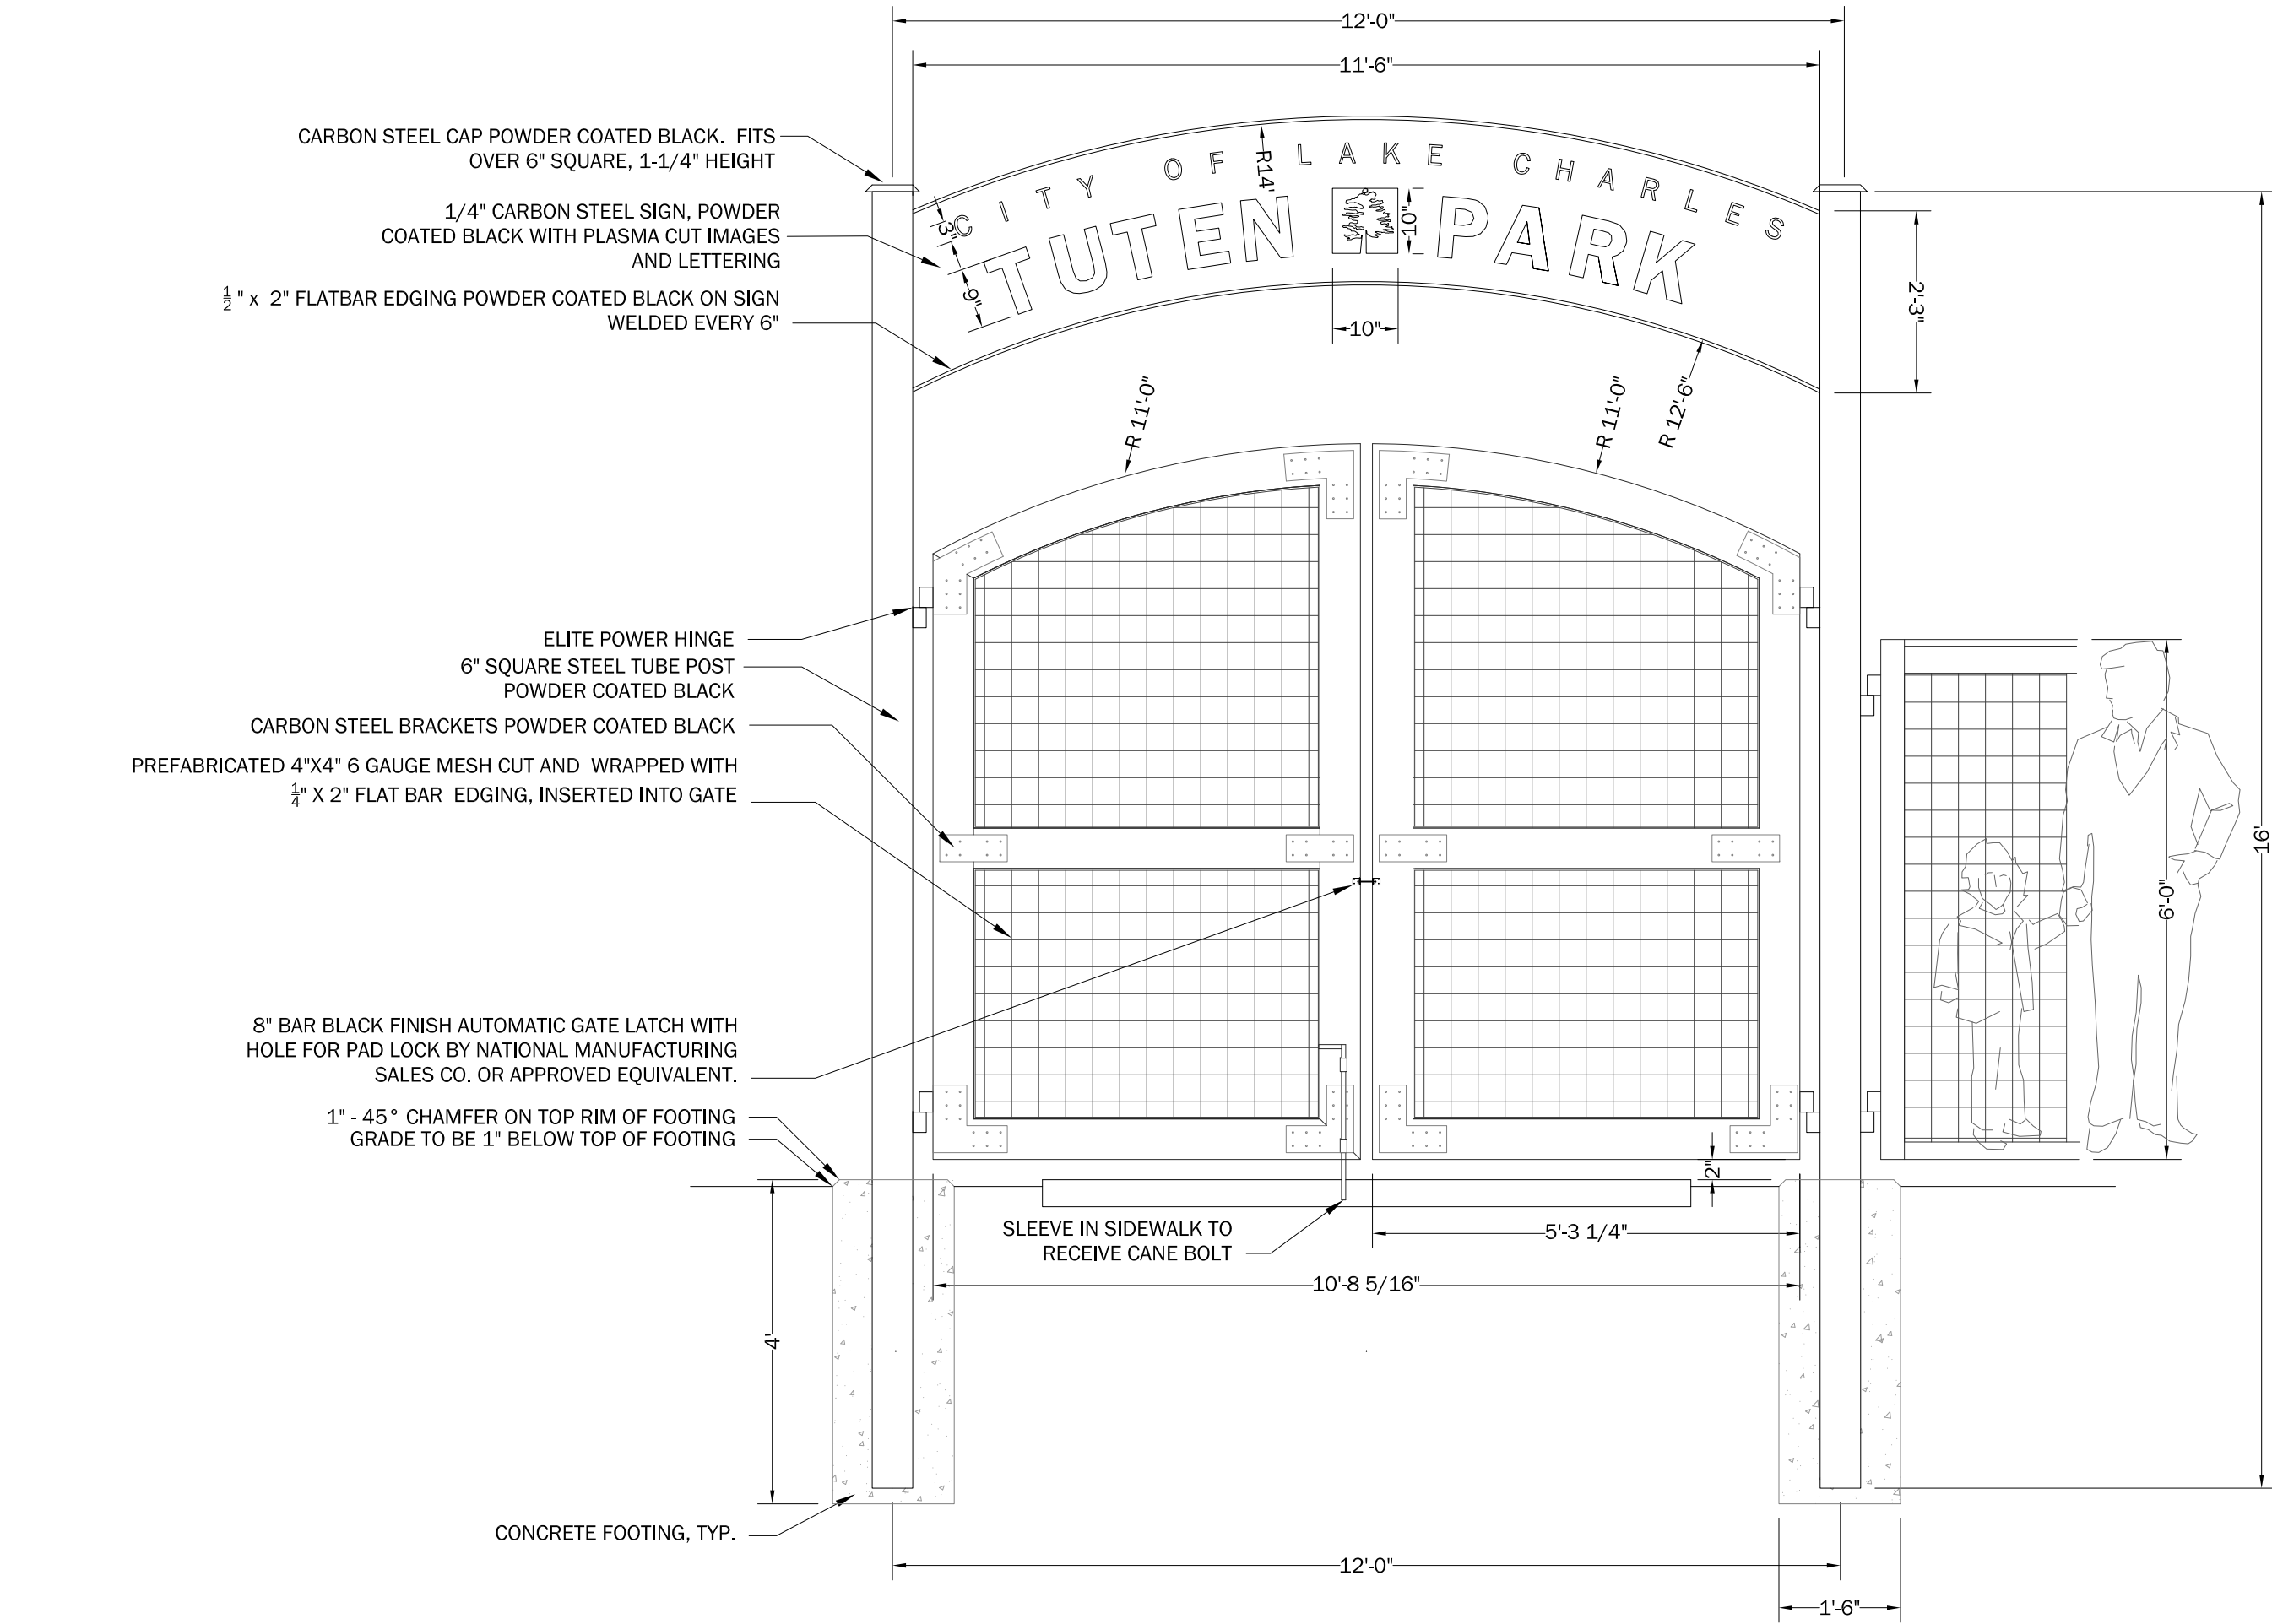 12'-0"
11'-6"
CARBON STEEL CAP POWDER COATED BLACK. FITS
OVER 6" SQUARE, 1-1/4" HEIGHT
1/4" CARBON STEEL SIGN, POWDER
COATED BLACK WITH PLASMA CUT IMAGES
AND LETTERING
½" x 2" FLATBAR EDGING POWDER COATED BLACK ON SIGN
WELDED EVERY 6"
CITY OF LAKE CHARLES
TUTEN PARK
R14'
3"
9"
10"
10"
2'-3"
R 11'-0"
R 11'-0"
R 12'-6"
ELITE POWER HINGE
6" SQUARE STEEL TUBE POST
POWDER COATED BLACK
CARBON STEEL BRACKETS POWDER COATED BLACK
PREFABRICATED 4"X4" 6 GAUGE MESH CUT AND WRAPPED WITH
¼" X 2" FLAT BAR EDGING, INSERTED INTO GATE
16'
6'-0"
8" BAR BLACK FINISH AUTOMATIC GATE LATCH WITH
HOLE FOR PAD LOCK BY NATIONAL MANUFACTURING
SALES CO. OR APPROVED EQUIVALENT.
1" - 45° CHAMFER ON TOP RIM OF FOOTING
GRADE TO BE 1" BELOW TOP OF FOOTING
2"
SLEEVE IN SIDEWALK TO
RECEIVE CANE BOLT
5'-3 1/4"
10'-8 5/16"
4'
CONCRETE FOOTING, TYP.
12'-0"
1'-6"